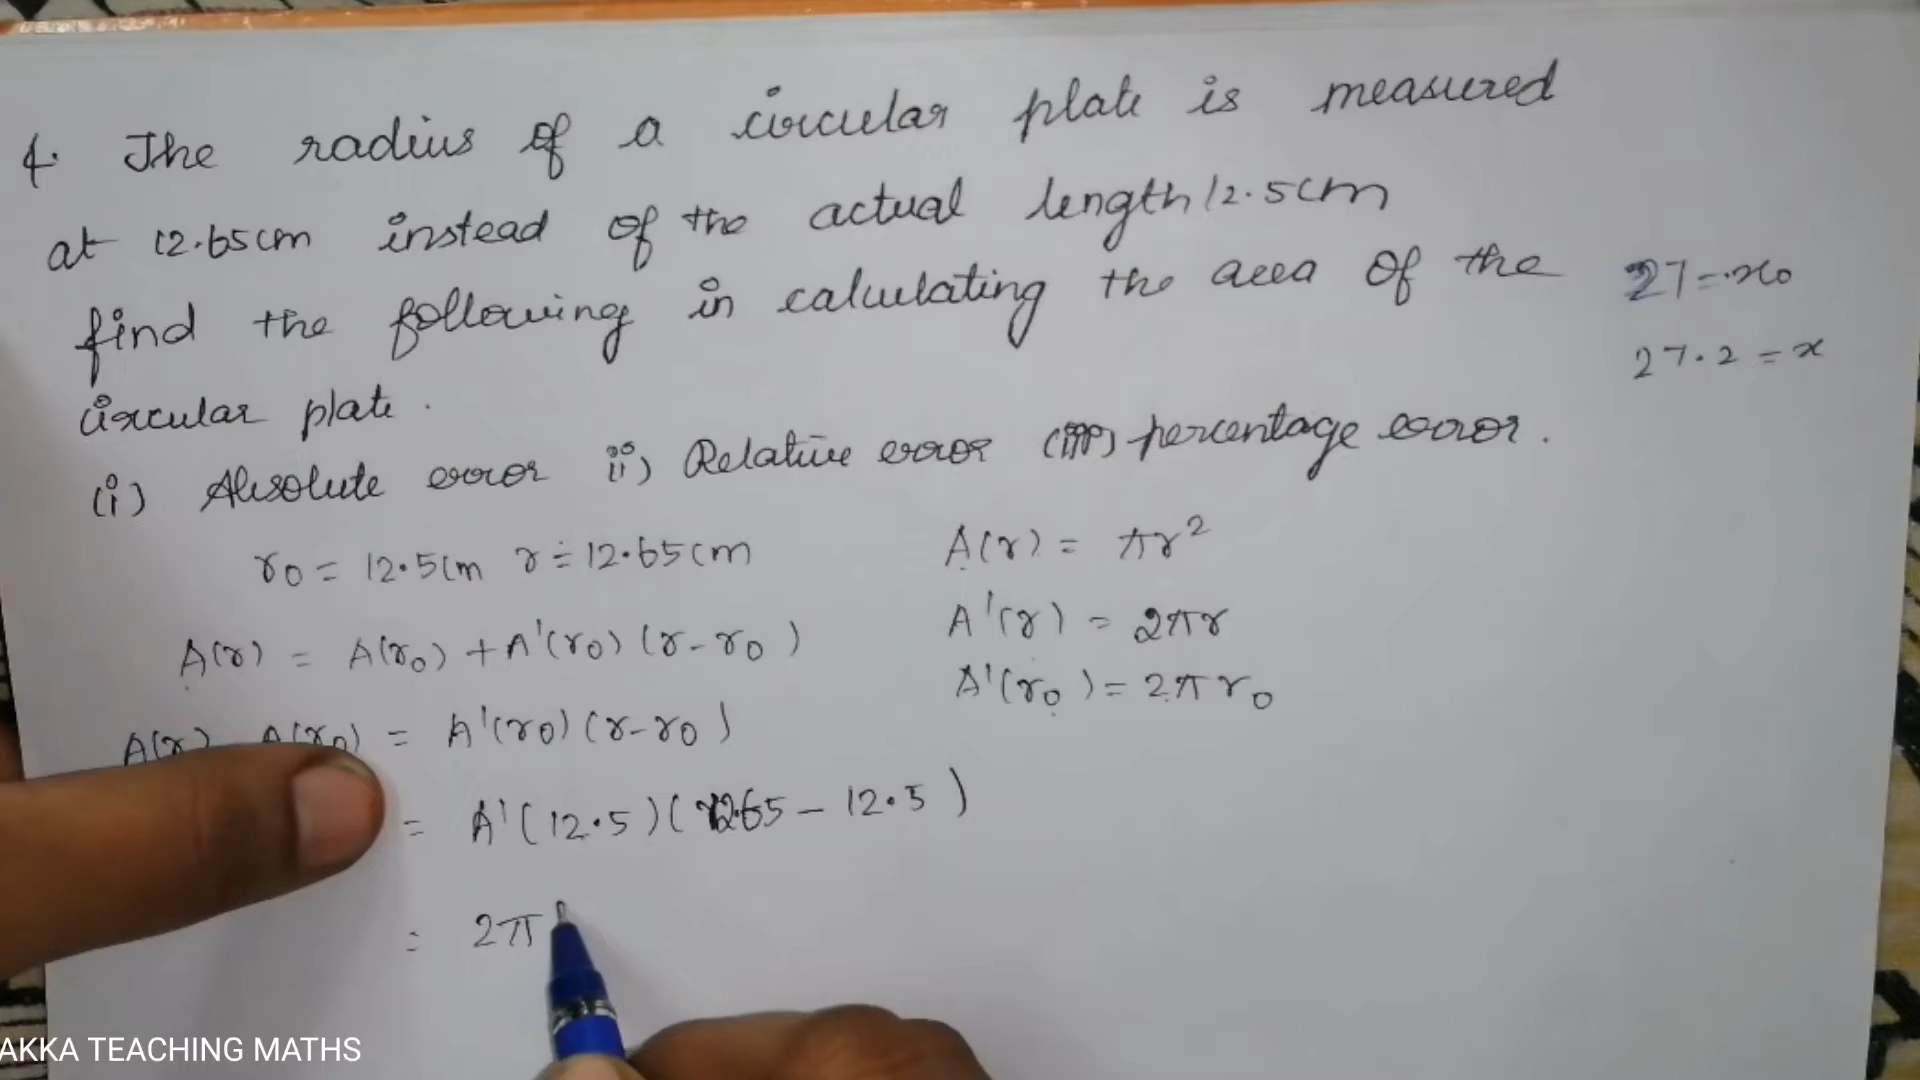 4. The radius of a circular plate is measured
at 12.65cm instead of the actual length 12.5cm
find the following in calculating the area of the
circular plate.
(i) Absolute error ii) Relative error (iii) percentage error.
27 = x₀
27.2 = x
r₀ = 12.5cm r = 12.65cm
A(r) = A(r₀) + A'(r₀) (r - r₀)
A(r) A(r₀) = A'(r₀) (r - r₀)
= A'(12.5) (12.65 - 12.5)
= 2π
A(r) = πr²
A'(r) = 2πr
A'(r₀) = 2πr₀
AKKA TEACHING MATHS